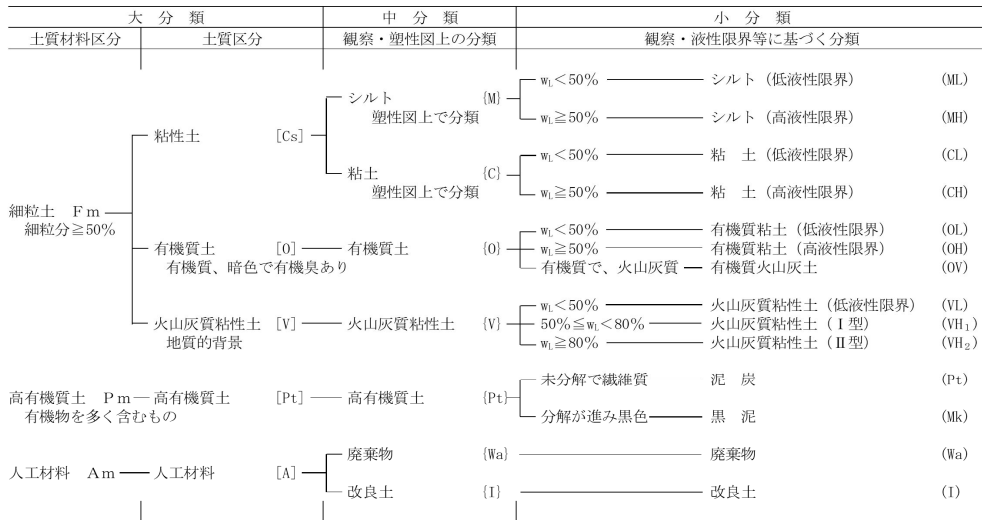 大　分　類　中　分　類　小　分　類
土質材料区分　土質区分　観察・塑性図上の分類　観察・液性限界等に基づく分類
wL＜50%　シルト（低液性限界）　(ML)
シルト　{M}
塑性図上で分類
wL≧50%　シルト（高液性限界）　(MH)
粘性土　[Cs]
wL＜50%　粘　土（低液性限界）　(CL)
粘土　{C}
塑性図上で分類
wL≧50%　粘　土（高液性限界）　(CH)
細粒土　Ｆｍ
細粒分≧50%
wL＜50%　有機質粘土（低液性限界）　(OL)
有機質土　[O]　有機質土　{O}　wL≧50%　有機質粘土（高液性限界）　(OH)
有機質、暗色で有機臭あり　有機質で、火山灰質　有機質火山灰土　(OV)
wL＜50%　火山灰質粘性土（低液性限界）　(VL)
火山灰質粘性土　[V]　火山灰質粘性土　{V}　50%≦wL＜80%　火山灰質粘性土（Ⅰ型）　(VH₁)
地質的背景　wL≧80%　火山灰質粘性土（Ⅱ型）　(VH₂)
未分解で繊維質　泥　炭　(Pt)
高有機質土　Ｐｍ　高有機質土　[Pt]　高有機質土　{Pt}
有機物を多く含むもの　分解が進み黒色　黒　泥　(Mk)
廃棄物　{Wa}　廃棄物　(Wa)
人工材料　Ａｍ　人工材料　[A]
改良土　{I}　改良土　(I)